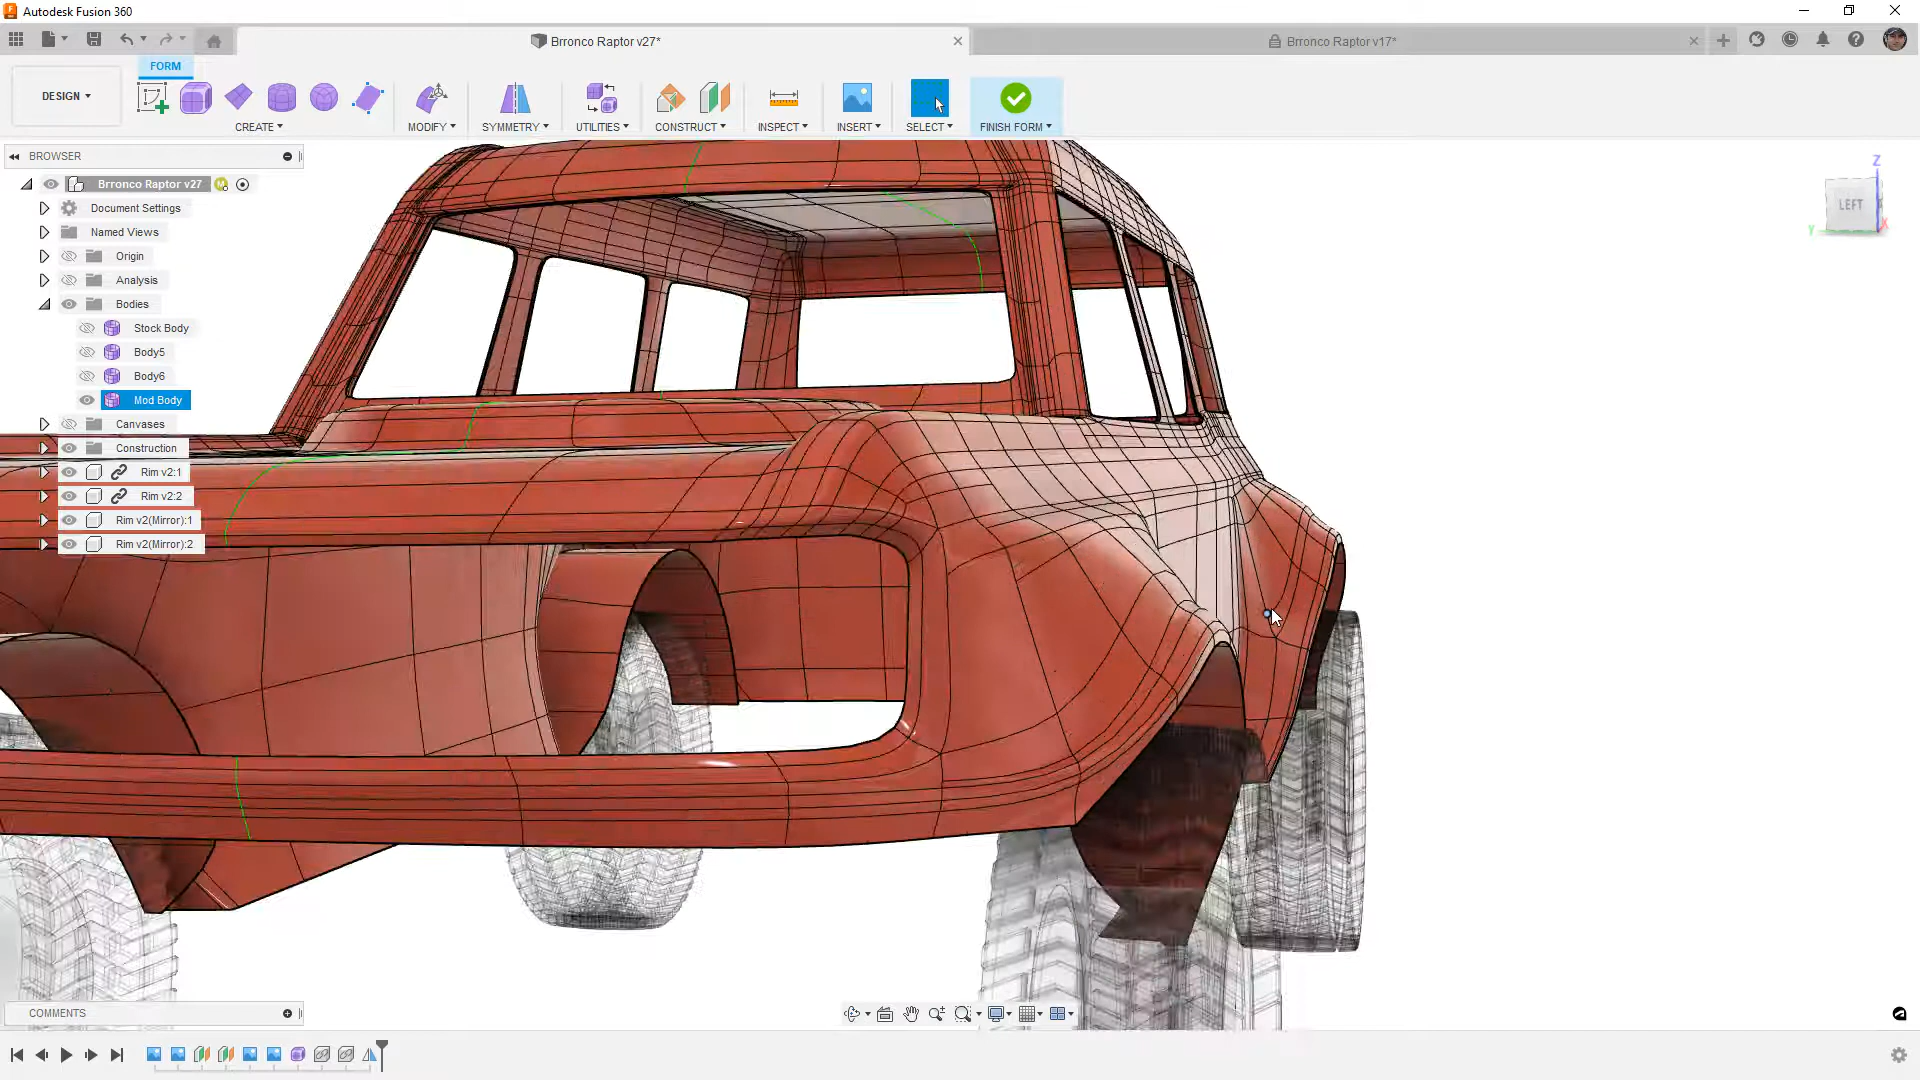 Autodesk Fusion 360
Brronco Raptor v27*
Brronco Raptor v17*
FORM
DESIGN
CREATE
MODIFY
SYMMETRY
UTILITIES
CONSTRUCT
INSPECT
INSERT
SELECT
FINISH FORM
BROWSER
Brronco Raptor v27
Document Settings
Named Views
Origin
Analysis
Bodies
Stock Body
Body5
Body6
Mod Body
Canvases
Construction
Rim v2:1
Rim v2:2
Rim v2(Mirror):1
Rim v2(Mirror):2
Z
LEFT
Y
X
COMMENTS